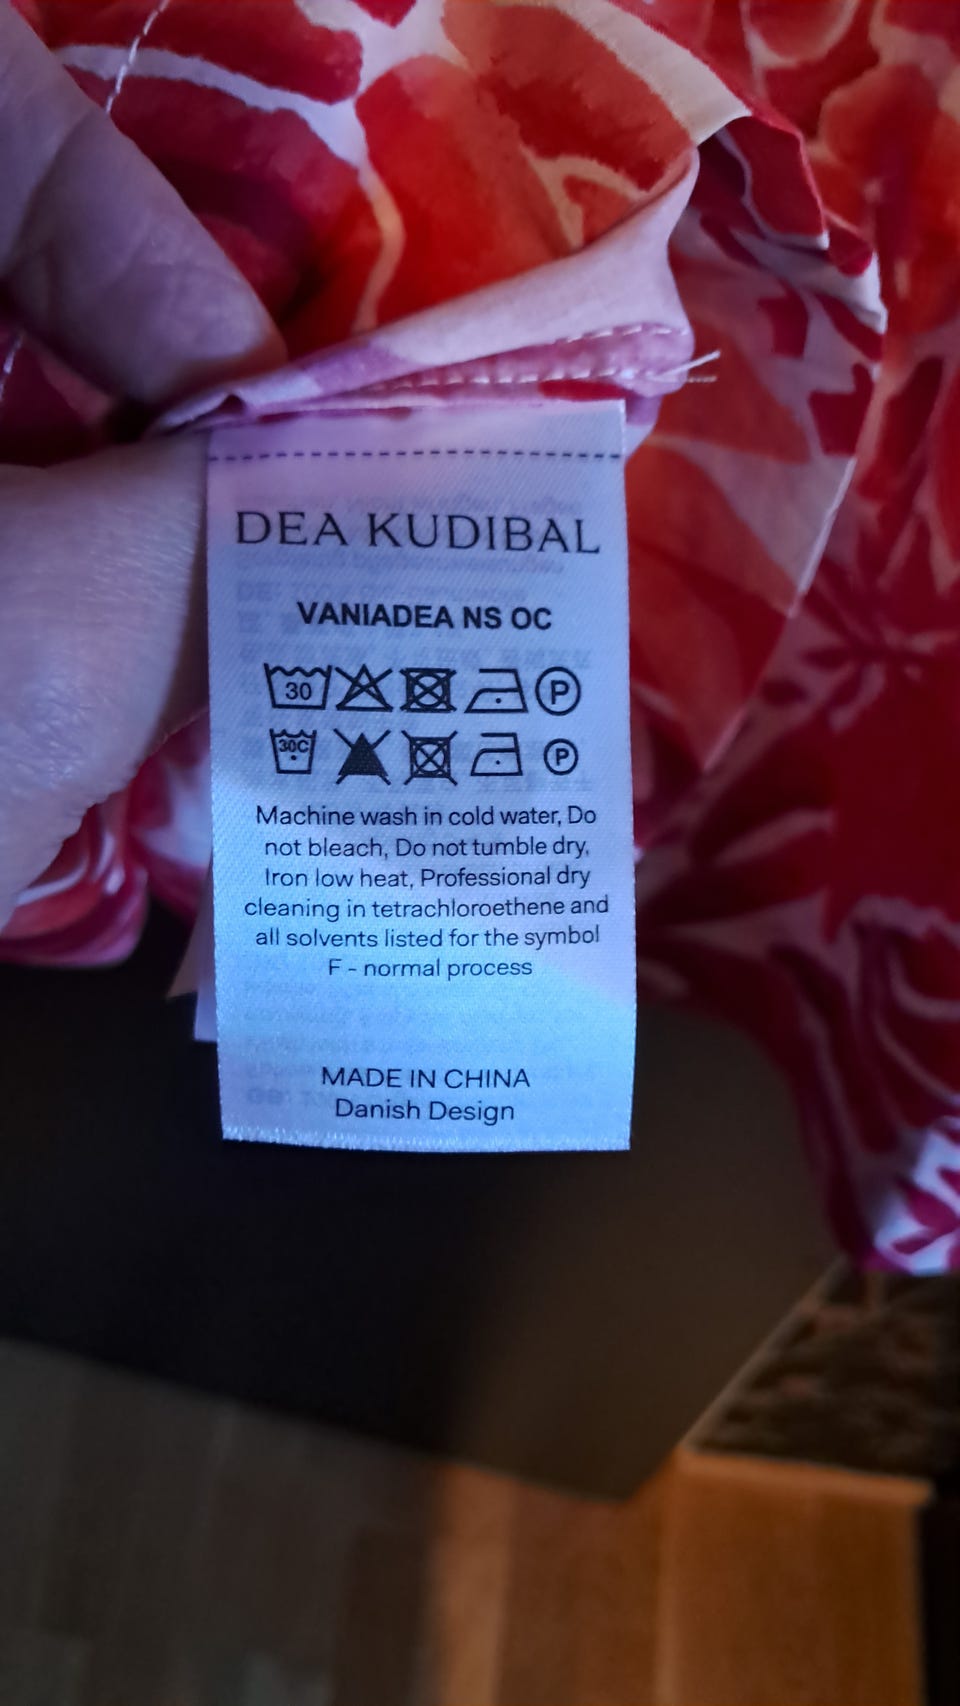 DEA KUDIBAL
VANIADEA NS OC
30 P
30C P
Machine wash in cold water, Do
not bleach, Do not tumble dry,
Iron low heat, Professional dry
cleaning in tetrachloroethene and
all solvents listed for the symbol
F - normal process
MADE IN CHINA
Danish Design